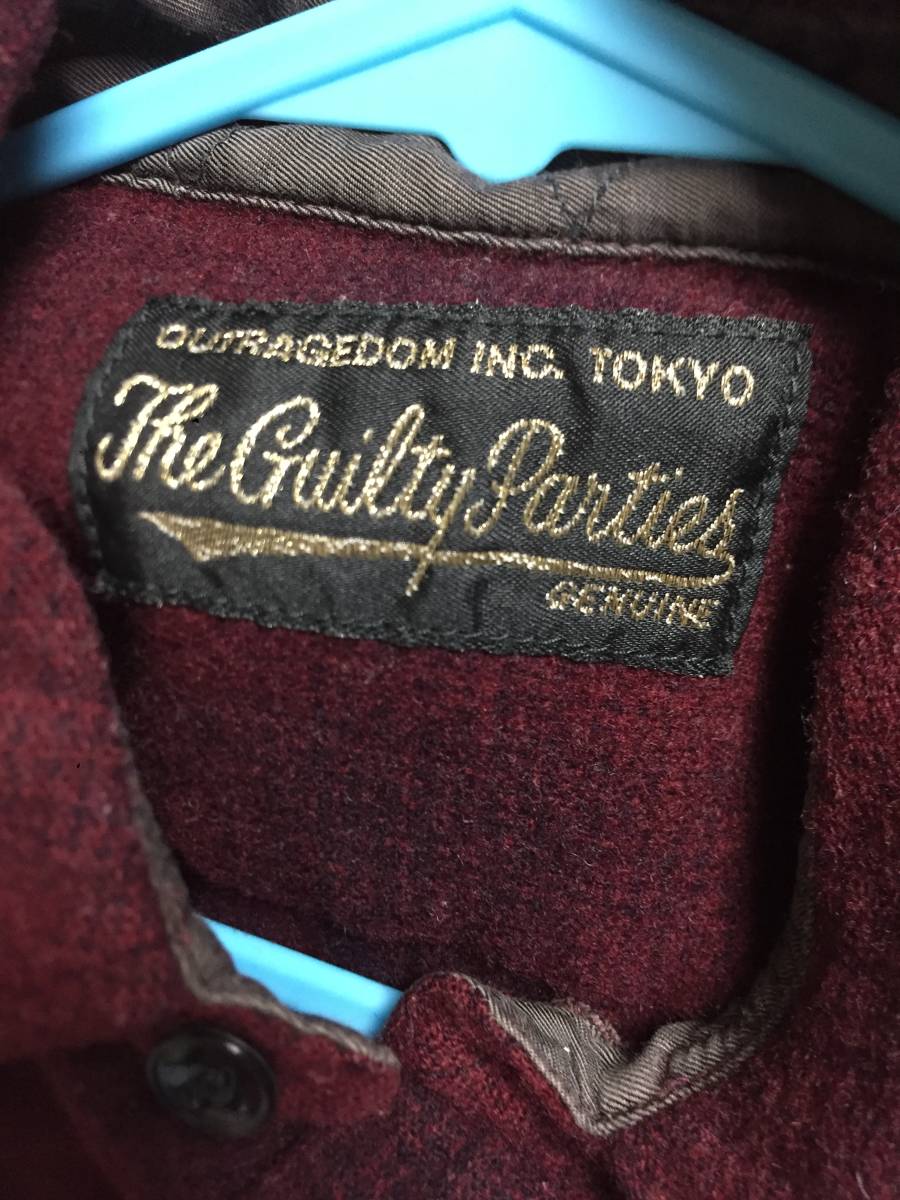 OUTRAGEDOM INC. TOKYO
The Guilty Parties
GENUINE